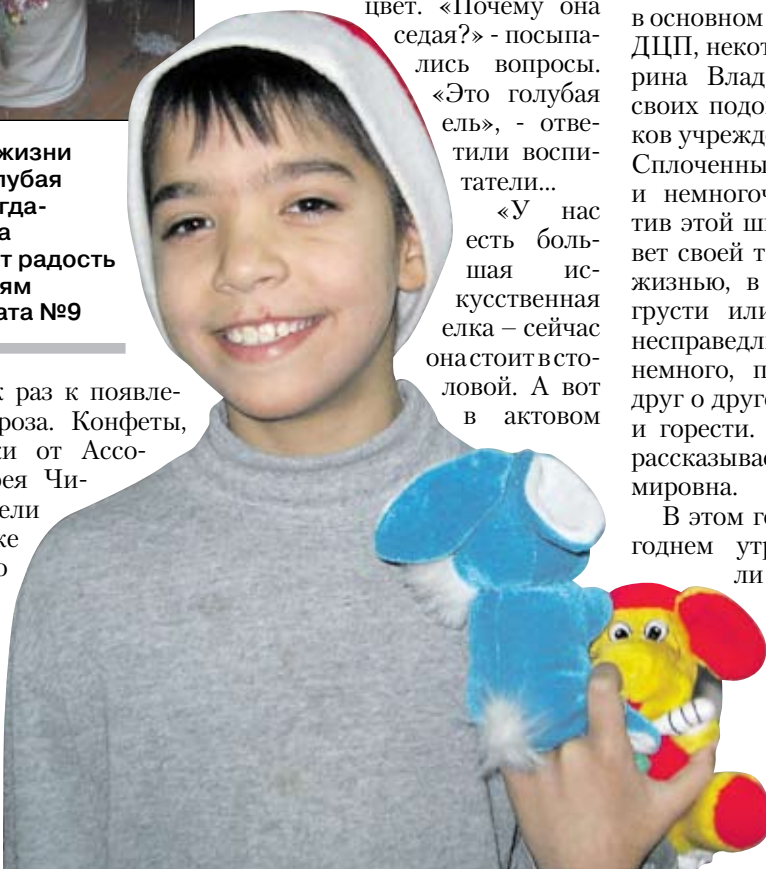 жизни
лубая
гда-
а
т радость
ям
ата №9
к раз к появле-
роза. Конфеты,
ки от Ассо-
рея Чи-
ели
ке
о
цвет. «Почему она
седая?» - посыпа-
лись вопросы.
«Это голубая
ель», - отве-
тили воспи-
татели...
«У нас
есть боль-
шая ис-
кусственная
елка – сейчас
она стоит в сто-
ловой. А вот
в актовом
в основном
ДЦП, некот
рина Влад
своих подо
ков учрежд
Сплоченны
и немногоч
тив этой ш
вет своей т
жизнью, в
грусти или
несправедл
немного, п
друг о друг
и горести.
рассказывае
мировна.
В этом г
годнем ут
ли